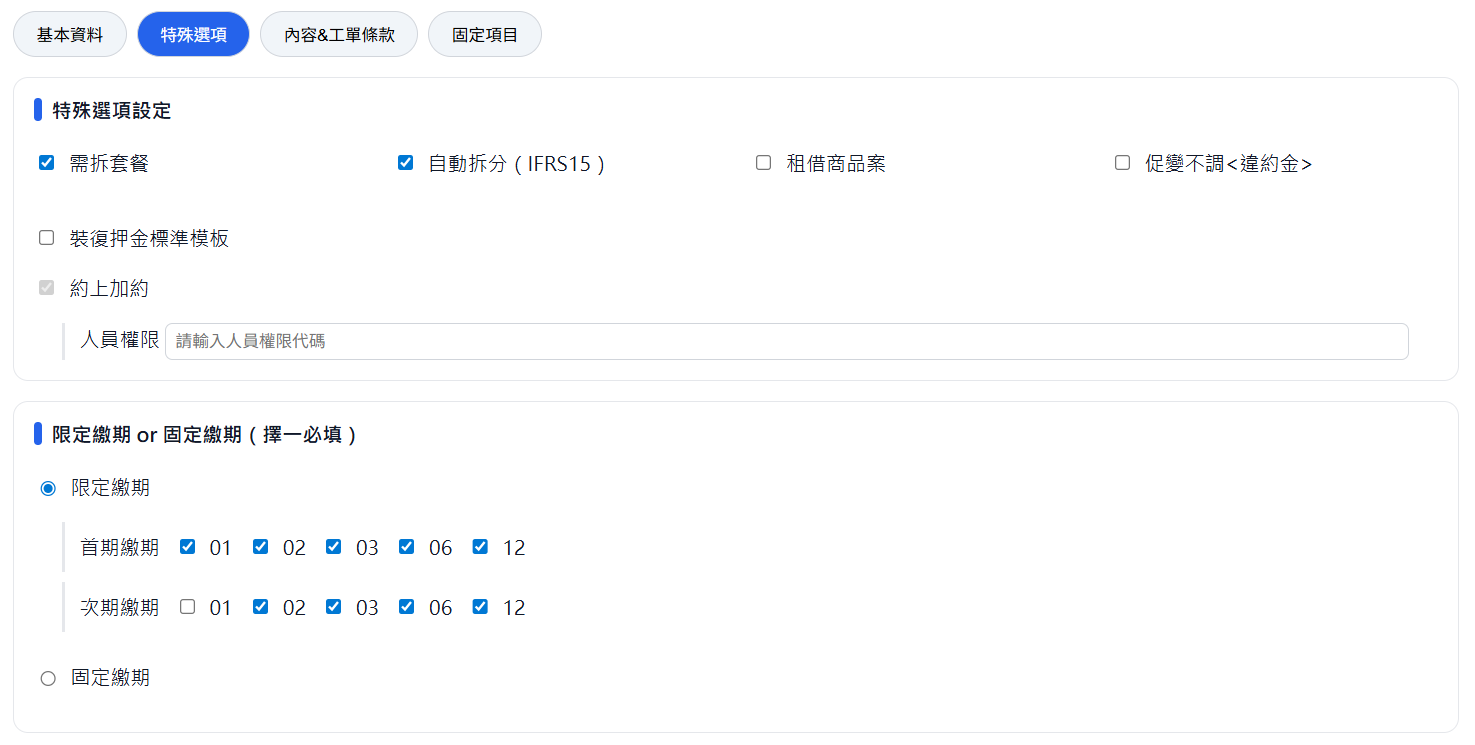 基本資料 特殊選項 內容&工單條款 固定項目
特殊選項設定
需拆套餐 自動拆分（IFRS15） 租借商品案 促變不調<違約金>
裝復押金標準模板
約上加約
人員權限 請輸入人員權限代碼
限定繳期 or 固定繳期（擇一必填）
限定繳期
首期繳期 01 02 03 06 12
次期繳期 01 02 03 06 12
固定繳期